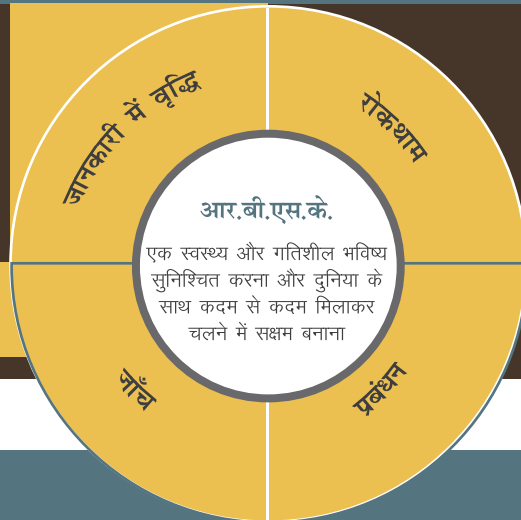 जानकारी में वृद्धि
रोकथाम
आर.बी.एस.के.
एक स्वस्थ्य और गतिशील भविष्य
सुनिश्चित करना और दुनिया के
साथ कदम से कदम मिलाकर
चलने में सक्षम बनाना
जाँच
प्रबंधन